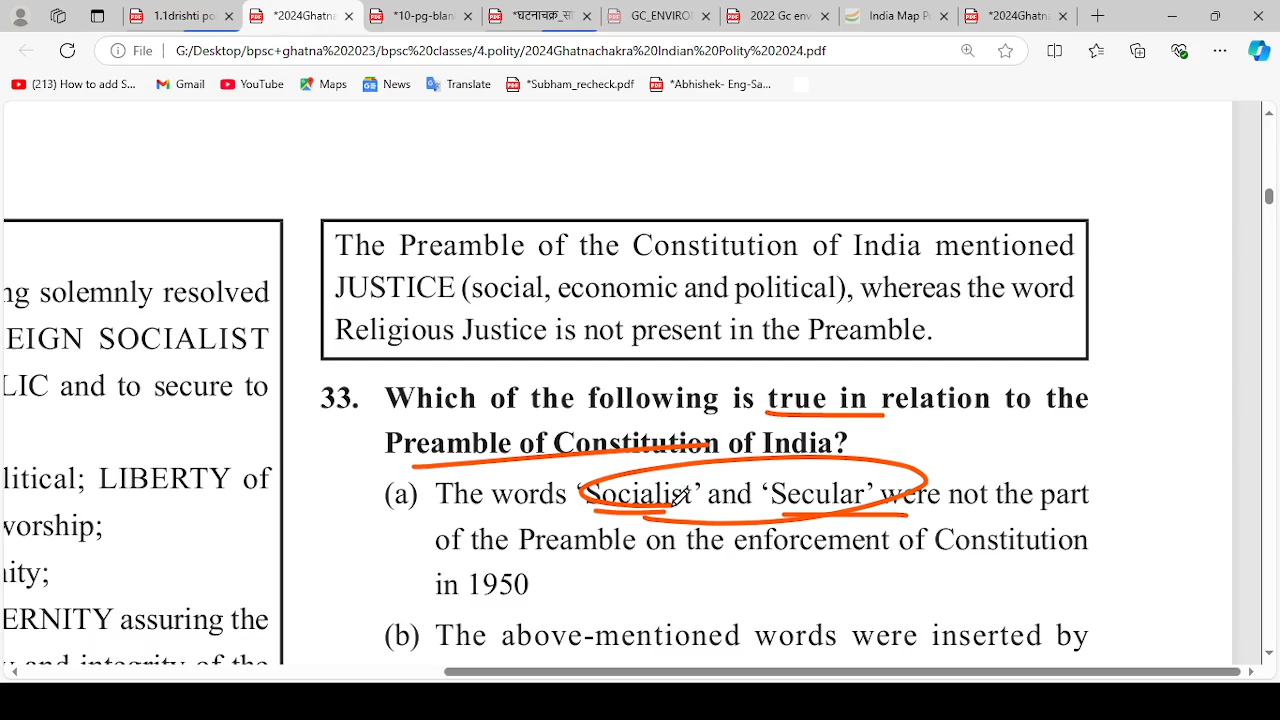 1.1drishti po
*2024Ghatna
*10-pg-blan
*घटनाचक्र_सा
GC_ENVIRO
2022 Gc env
India Map P
*2024Ghatna
File
G:/Desktop/bpsc+ghatna%202023/bpsc%20classes/4.polity/2024Ghatnachakra%20Indian%20Polity%202024.pdf
(213) How to add S...
Gmail
YouTube
Maps
News
Translate
*Subham_recheck.pdf
*Abhishek- Eng-Sa...
ng solemnly resolved
EIGN SOCIALIST
LIC and to secure to
litical; LIBERTY of
worship;
nity;
ERNITY assuring the
y and integrity of the
The Preamble of the Constitution of India mentioned
JUSTICE (social, economic and political), whereas the word
Religious Justice is not present in the Preamble.
33. Which of the following is true in relation to the
Preamble of Constitution of India?
(a) The words ‘Socialist’ and ‘Secular’ were not the part
of the Preamble on the enforcement of Constitution
in 1950
(b) The above-mentioned words were inserted by